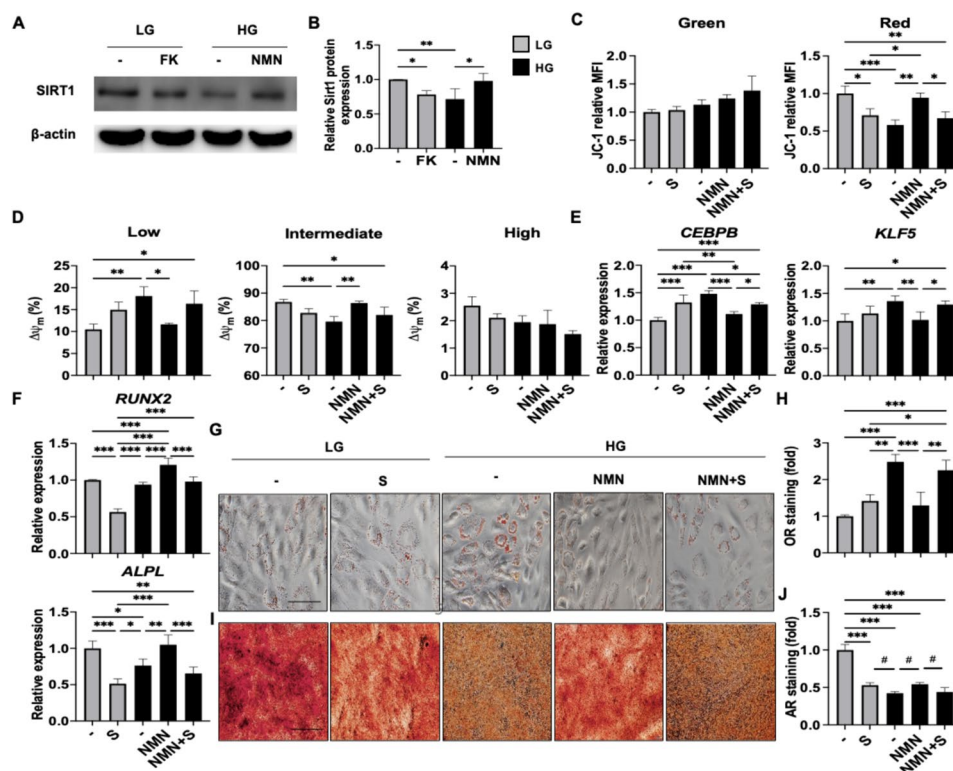 A
LG
HG
-
FK
-
NMN
SIRT1
β-actin
B
Relative Sirt1 protein
expression
1.5
1.0
0.5
0.0
**
*
*
-
FK
-
NMN
LG
HG
C
Green
JC-1 relative MFI
2.0
1.5
1.0
0.5
0.0
-
S
-
NMN
NMN+S
Red
JC-1 relative MFI
2.0
1.5
1.0
0.5
0.0
**
*
***
*
**
*
-
S
-
NMN
NMN+S
D
Low
Δψm (%)
25
20
15
10
5
0
*
**
*
Intermediate
Δψm (%)
100
90
80
70
60
*
**
**
-
S
-
NMN
NMN+S
High
Δψm (%)
4
3
2
1
0
-
S
-
NMN
NMN+S
E
CEBPB
Relative expression
2.0
1.5
1.0
0.5
0.0
***
**
***
*
***
***
*
-
S
-
NMN
NMN+S
KLF5
Relative expression
2.0
1.5
1.0
0.5
0.0
*
**
**
*
-
S
-
NMN
NMN+S
F
RUNX2
Relative expression
1.5
1.0
0.5
0.0
***
***
***
***
***
***
***
ALPL
Relative expression
1.5
1.0
0.5
0.0
**
***
*
***
*
**
***
-
S
-
NMN
NMN+S
G
LG
HG
-
S
-
NMN
NMN+S
H
OR staining (fold)
3
2
1
0
***
*
***
**
***
**
I
J
AR staining (fold)
1.5
1.0
0.5
0.0
***
***
***
***
#
#
#
-
S
-
NMN
NMN+S